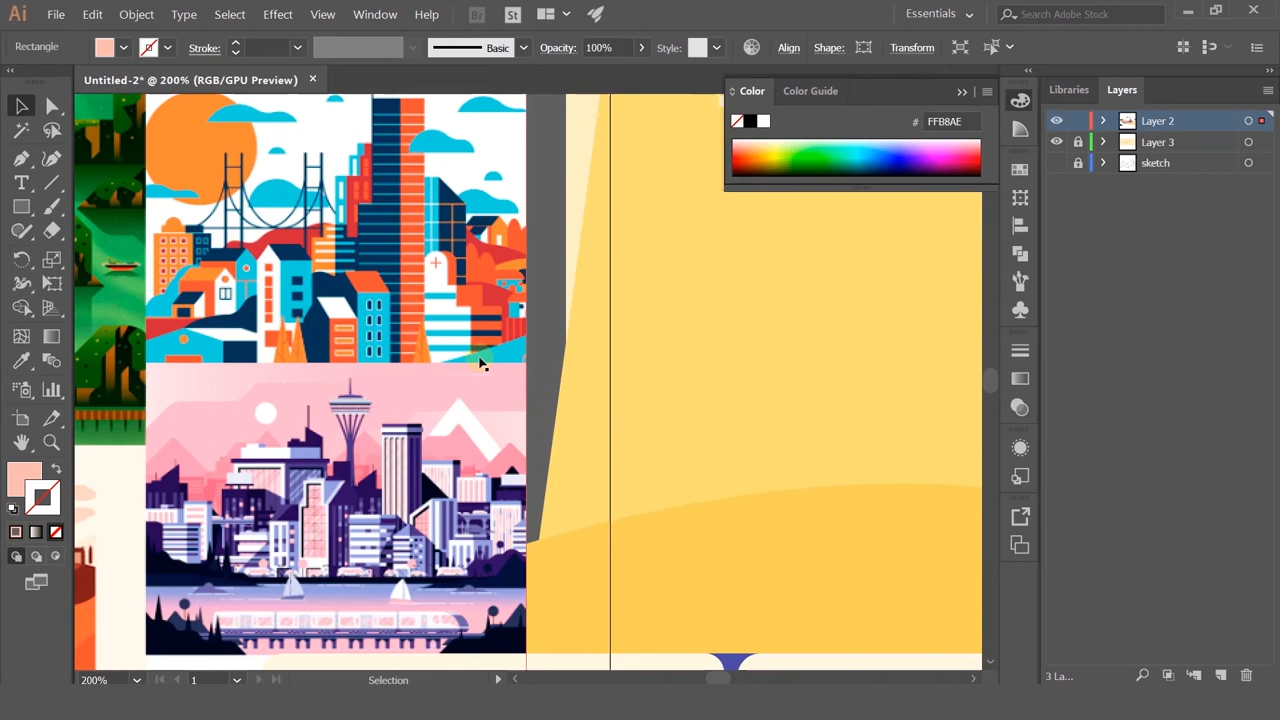 Ai File Edit Object Type Select Effect View Window Help Br St Essentials Search Adobe Stock
Rectangle Stroke: Basic Opacity: 100% Style: Align Shape: Transform
Untitled-2* @ 200% (RGB/GPU Preview)
Color Color Guide
Libraries Layers
# FFB8AE
Layer 2
Layer 3
sketch
200% 1 Selection
3 La...